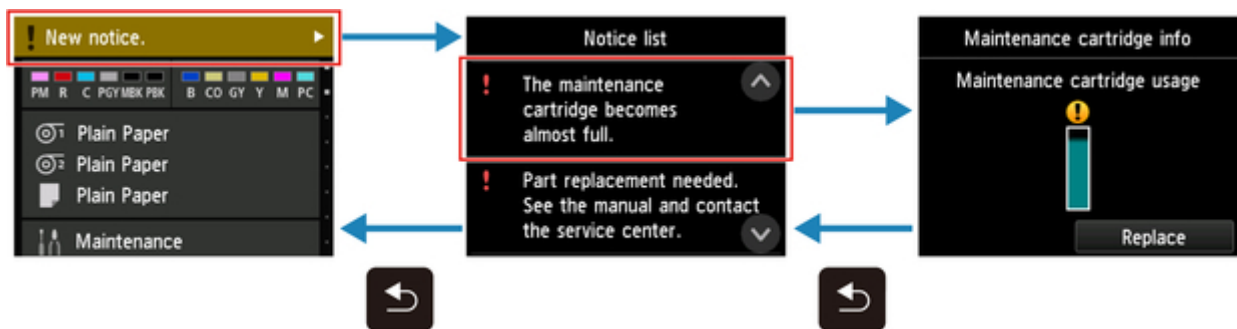 New notice.
PM R C PGY MBK PBK B CO GY Y M PC
1 Plain Paper
2 Plain Paper
Plain Paper
Maintenance
Notice list
! The maintenance
cartridge becomes
almost full.
! Part replacement needed.
See the manual and contact
the service center.
Maintenance cartridge info
Maintenance cartridge usage
Replace